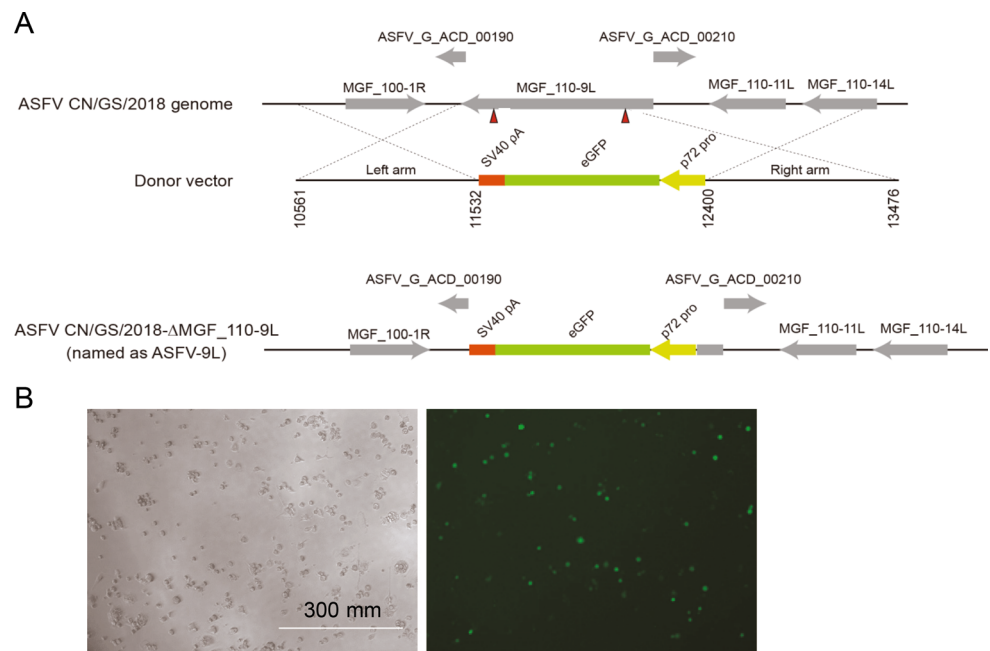 A
ASFV_G_ACD_00190
ASFV_G_ACD_00210
MGF_100-1R
MGF_110-9L
MGF_110-11L
MGF_110-14L
ASFV CN/GS/2018 genome
SV40 pA
eGFP
p72 pro
Donor vector
Left arm
Right arm
10561
11532
12400
13476
ASFV_G_ACD_00190
ASFV_G_ACD_00210
ASFV CN/GS/2018-ΔMGF_110-9L
(named as ASFV-9L)
MGF_100-1R
SV40 pA
eGFP
p72 pro
MGF_110-11L
MGF_110-14L
B
300 mm